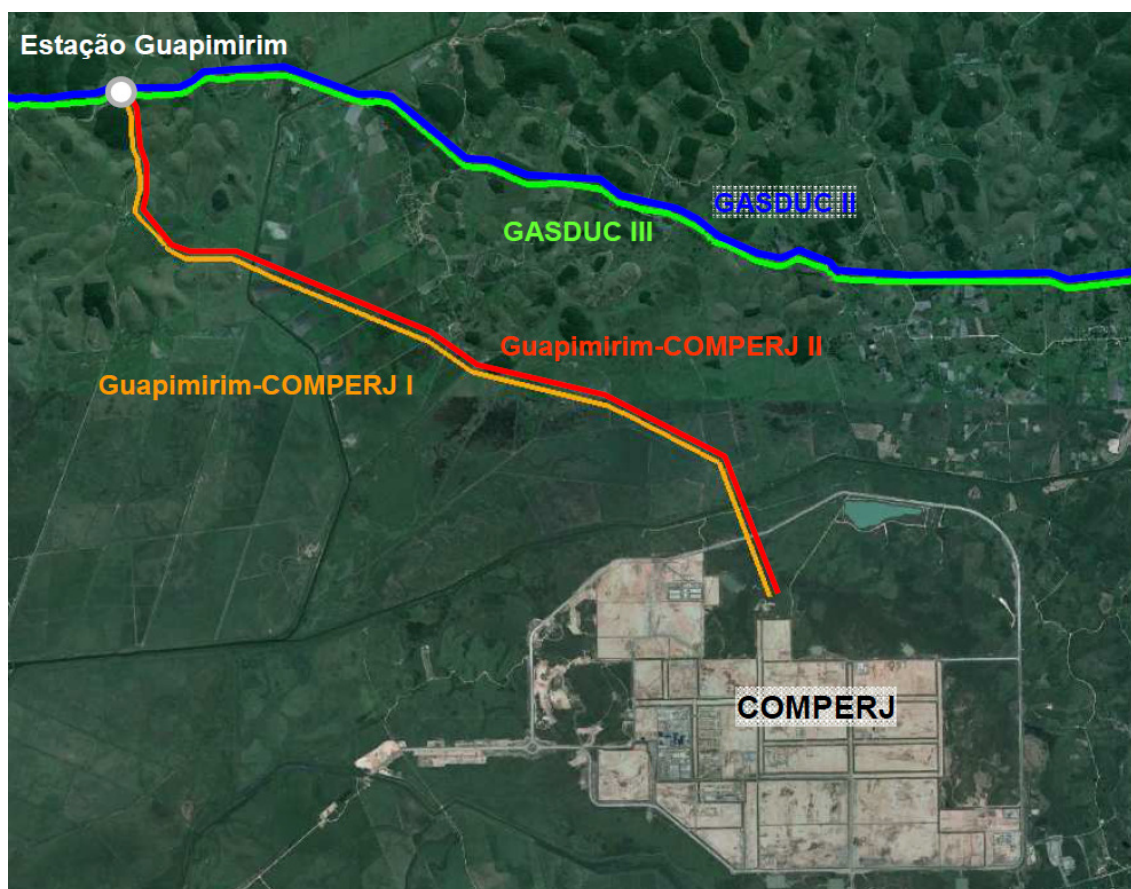 Estação Guapimirim
GASDUC II
GASDUC III
Guapimirim-COMPERJ II
Guapimirim-COMPERJ I
COMPERJ